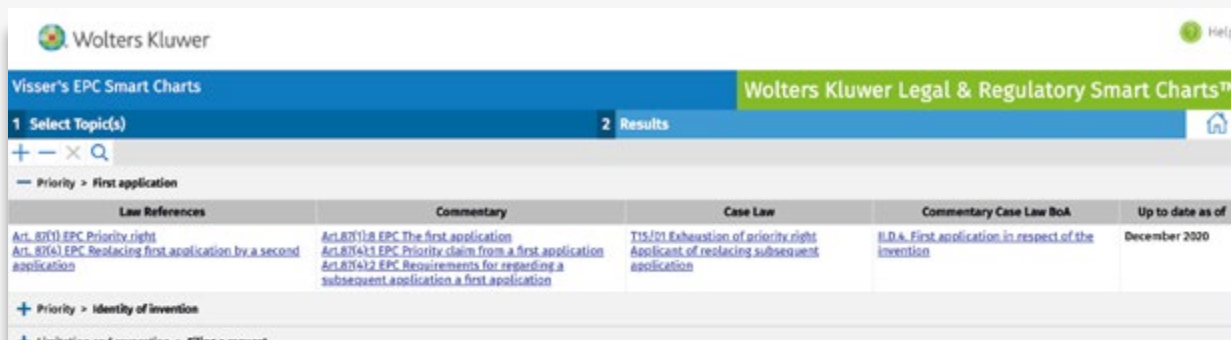 Wolters Kluwer
Help
Visser's EPC Smart Charts
Wolters Kluwer Legal & Regulatory Smart Charts™
1 Select Topic(s)
2 Results
Priority > First application
Law References
Commentary
Case Law
Commentary Case Law BoA
Up to date as of
Art. 87(1) EPC Priority right
Art. 87(4) EPC Replacing first application by a second
application
Art.87(1):8 EPC The first application
Art.87(4):1 EPC Priority claim from a first application
Art.87(4):2 EPC Requirements for regarding a
subsequent application a first application
T15/01 Exhaustion of priority right
Applicant of replacing subsequent
application
II.D.4. First application in respect of the
invention
December 2020
Priority > Identity of invention